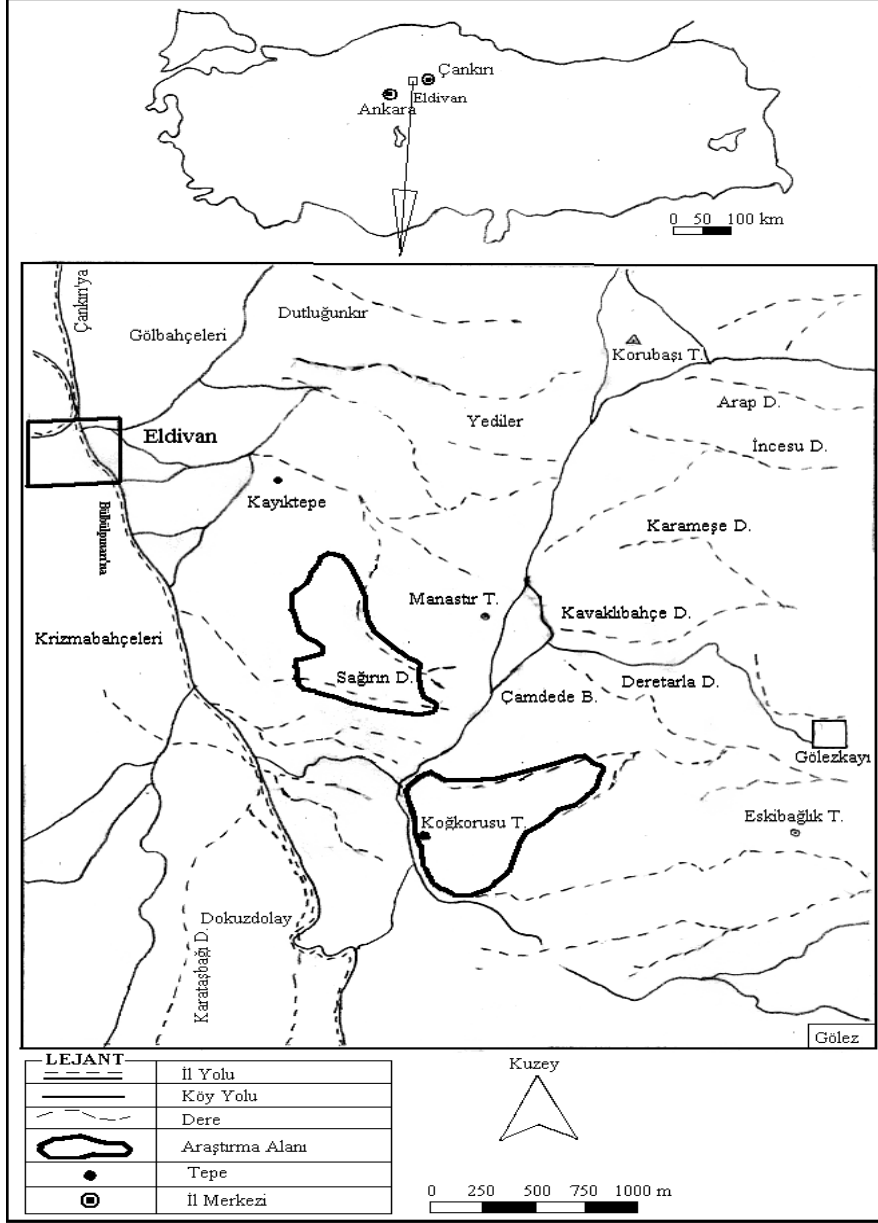 Çankırı
Eldivan
Ankara
0 50 100 km
Çankırı'ya
Gölbahçeleri
Dutluğunkır
Korubaşı T.
Arap D.
Yediler
Eldivan
İncesu D.
Kayıktepe
Bülbülpınarı'na
Karameşe D.
Manastır T.
Kavaklıbahçe D.
Krizmabahçeleri
Sağırın D.
Deretarla D.
Çamdede B.
Gölezkayı
Koğkorusu T.
Eskibağlık T.
Dokuzdolay
Karataşbağı D.
Gölez
LEJANT
İl Yolu
Köy Yolu
Dere
Araştırma Alanı
Tepe
İl Merkezi
Kuzey
0 250 500 750 1000 m